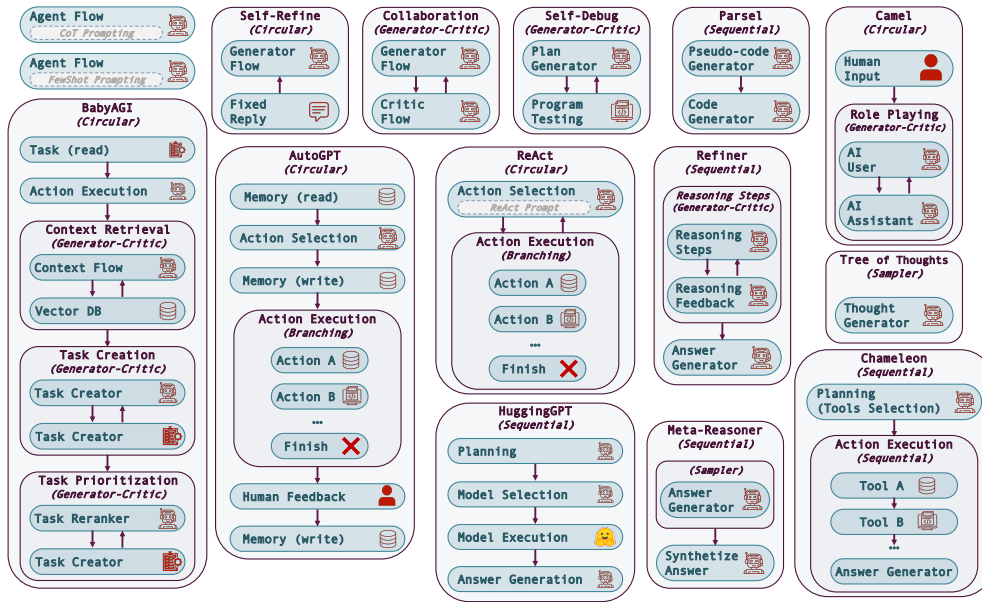 Agent Flow
CoT Prompting
Agent Flow
FewShot Prompting
BabyAGI
(Circular)
Task (read)
Action Execution
Context Retrieval
(Generator-Critic)
Context Flow
Vector DB
Task Creation
(Generator-Critic)
Task Creator
Task Creator
Task Prioritization
(Generator-Critic)
Task Reranker
Task Creator
Self-Refine
(Circular)
Generator
Flow
Fixed
Reply
Collaboration
(Generator-Critic)
Generator
Flow
Critic
Flow
Self-Debug
(Generator-Critic)
Plan
Generator
Program
Testing
Parsel
(Sequential)
Pseudo-code
Generator
Code
Generator
Camel
(Circular)
Human
Input
Role Playing
(Generator-Critic)
AI
User
AI
Assistant
AutoGPT
(Circular)
Memory (read)
Action Selection
Memory (write)
Action Execution
(Branching)
Action A
Action B
...
Finish
Human Feedback
Memory (write)
ReAct
(Circular)
Action Selection
ReAct Prompt
Action Execution
(Branching)
Action A
Action B
...
Finish
Refiner
(Sequential)
Reasoning Steps
(Generator-Critic)
Reasoning
Steps
Reasoning
Feedback
Answer
Generator
Tree of Thoughts
(Sampler)
Thought
Generator
HuggingGPT
(Sequential)
Planning
Model Selection
Model Execution
Answer Generation
Meta-Reasoner
(Sequential)
(Sampler)
Answer
Generator
Synthetize
Answer
Chameleon
(Sequential)
Planning
(Tools Selection)
Action Execution
(Sequential)
Tool A
Tool B
...
Answer Generator